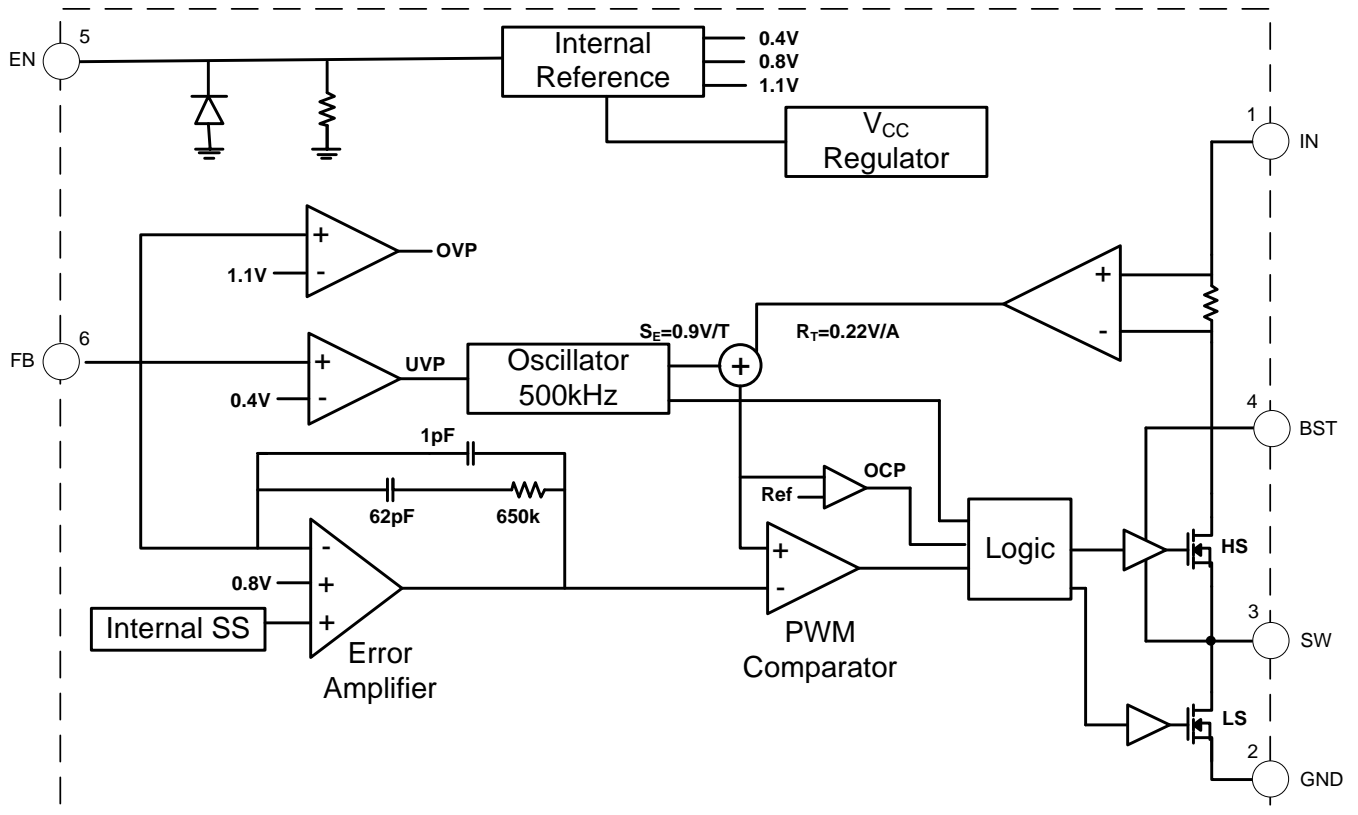 5
EN
Internal
Reference
0.4V
0.8V
1.1V
VCC
Regulator
1
IN
+
-
1.1V
OVP
+
-
SE=0.9V/T
RT=0.22V/A
6
FB
+
-
0.4V
UVP
Oscillator
500kHz
+
4
BST
1pF
62pF
650k
OCP
Ref
-
+
+
0.8V
Internal SS
Error
Amplifier
+
-
PWM
Comparator
Logic
HS
3
SW
LS
2
GND